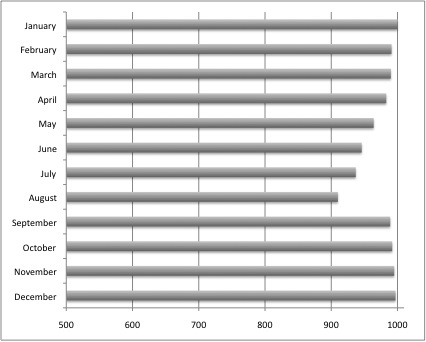 January
February
March
April
May
June
July
August
September
October
November
December
500 600 700 800 900 1000